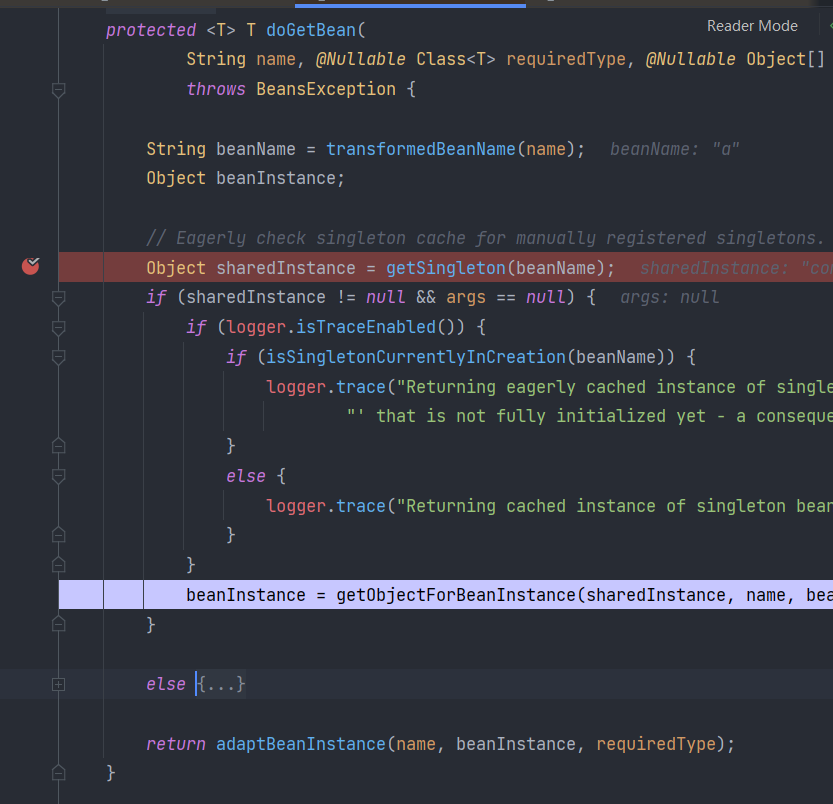 protected <T> T doGetBean(
Reader Mode
String name, @Nullable Class<T> requiredType, @Nullable Object[]
throws BeansException {
String beanName = transformedBeanName(name);   beanName: "a"
Object beanInstance;
// Eagerly check singleton cache for manually registered singletons.
Object sharedInstance = getSingleton(beanName);   sharedInstance: "co
if (sharedInstance != null && args == null) {   args: null
if (logger.isTraceEnabled()) {
if (isSingletonCurrentlyInCreation(beanName)) {
logger.trace("Returning eagerly cached instance of single
"' that is not fully initialized yet - a conseque
}
else {
logger.trace("Returning cached instance of singleton bean
}
}
beanInstance = getObjectForBeanInstance(sharedInstance, name, bea
}
else {...}
return adaptBeanInstance(name, beanInstance, requiredType);
}